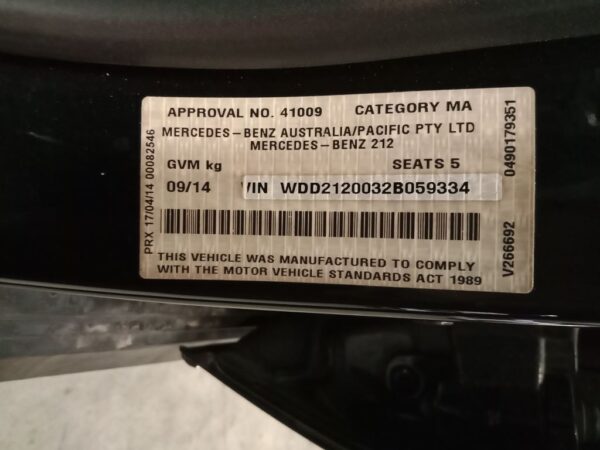 APPROVAL NO. 41009 CATEGORY MA
MERCEDES-BENZ AUSTRALIA/PACIFIC PTY LTD
MERCEDES-BENZ 212
GVM kg SEATS 5
09/14 VIN WDD2120032B059334
THIS VEHICLE WAS MANUFACTURED TO COMPLY
WITH THE MOTOR VEHICLE STANDARDS ACT 1989
PRX 17/04/14 00082546
V266692 0490179351